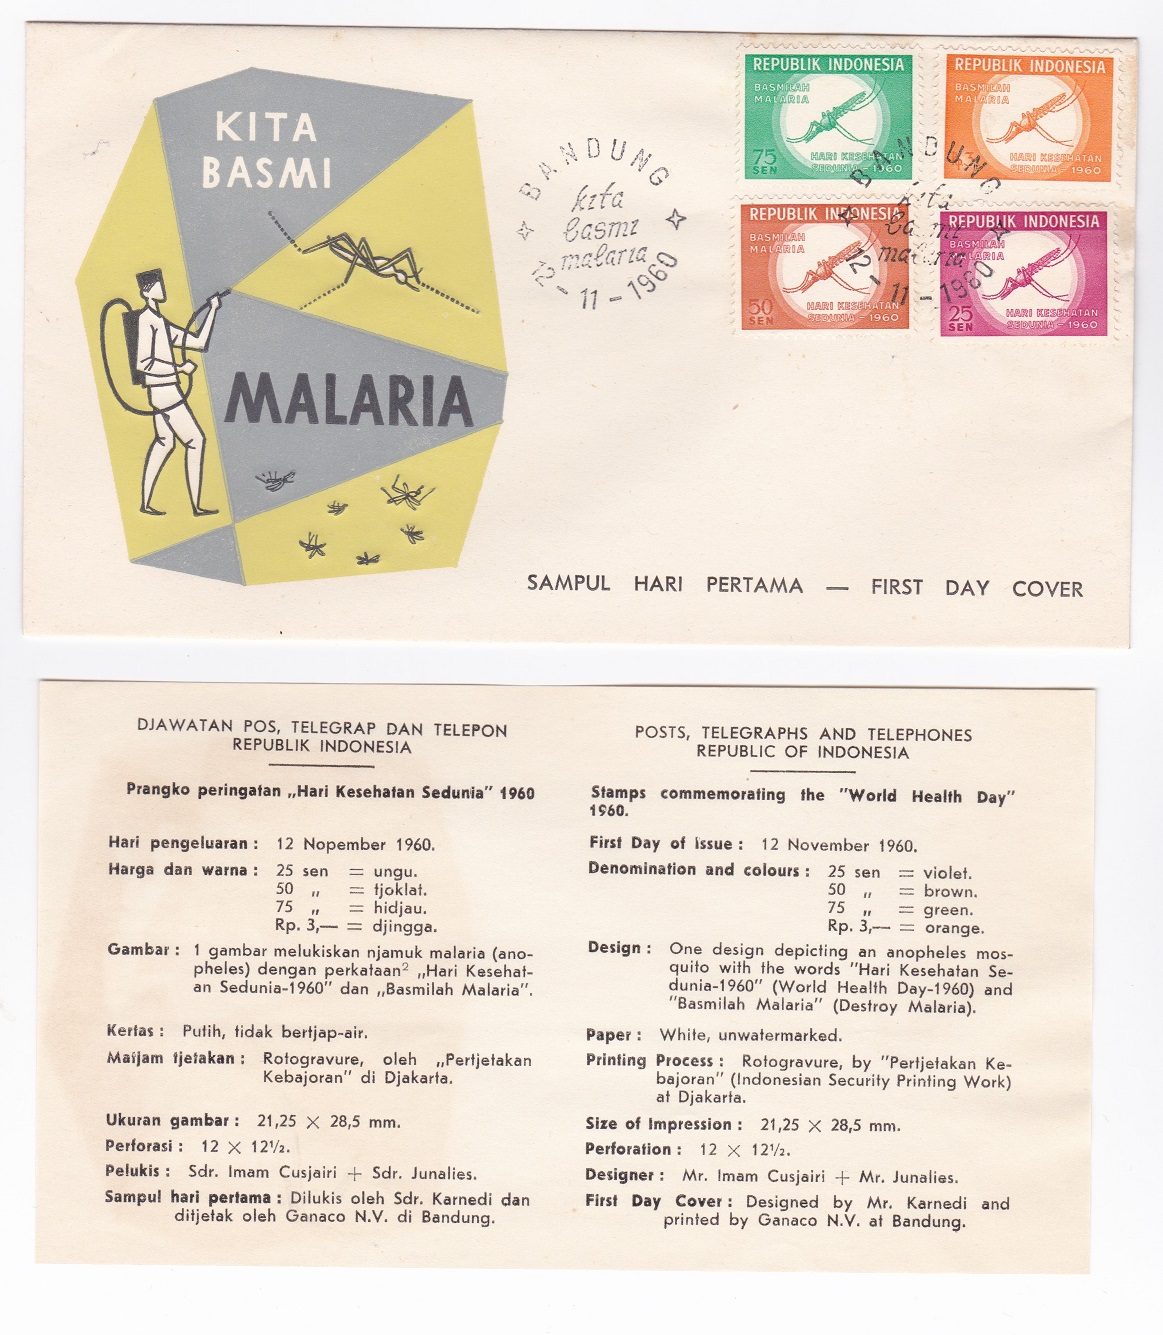 KITA
BASMI
MALARIA
BANDUNG
kita
basmi
malaria
12-11-1960
REPUBLIK INDONESIA
BASMILAH
MALARIA
75
SEN
HARI KESEHATAN
SEDUNIA - 1960
REPUBLIK INDONESIA
BASMILAH
MALARIA
HARI KESEHATAN
SEDUNIA - 1960
REPUBLIK INDONESIA
BASMILAH
MALARIA
50
SEN
HARI KESEHATAN
SEDUNIA - 1960
REPUBLIK INDONESIA
BASMILAH
MALARIA
25
SEN
HARI KESEHATAN
SEDUNIA - 1960
BANDUNG
kita
basmi
malaria
12-11-1960
SAMPUL HARI PERTAMA — FIRST DAY COVER
DJAWATAN POS, TELEGRAP DAN TELEPON
REPUBLIK INDONESIA
Prangko peringatan „Hari Kesehatan Sedunia" 1960
Hari pengeluaran : 12 Nopember 1960.
Harga dan warna : 25 sen = ungu.
50 „ = tjoklat.
75 „ = hidjau.
Rp. 3,— = djingga.
Gambar : 1 gambar melukiskan njamuk malaria (ano-
pheles) dengan perkataan² „Hari Kesehat-
an Sedunia-1960" dan „Basmilah Malaria".
Kertas : Putih, tidak bertjap-air.
Matjam tjetakan : Rotogravure, oleh „Pertjetakan
Kebajoran" di Djakarta.
Ukuran gambar : 21,25 × 28,5 mm.
Perforasi : 12 × 12½.
Pelukis : Sdr. Imam Cusjairi + Sdr. Junalies.
Sampul hari pertama : Dilukis oleh Sdr. Karnedi dan
ditjetak oleh Ganaco N.V. di Bandung.
POSTS, TELEGRAPHS AND TELEPHONES
REPUBLIC OF INDONESIA
Stamps commemorating the "World Health Day"
1960.
First Day of issue : 12 November 1960.
Denomination and colours : 25 sen = violet.
50 „ = brown.
75 „ = green.
Rp. 3,— = orange.
Design : One design depicting an anopheles mos-
quito with the words "Hari Kesehatan Se-
dunia-1960" (World Health Day-1960) and
"Basmilah Malaria" (Destroy Malaria).
Paper : White, unwatermarked.
Printing Process : Rotogravure, by "Pertjetakan Ke-
bajoran" (Indonesian Security Printing Work)
at Djakarta.
Size of Impression : 21,25 × 28,5 mm.
Perforation : 12 × 12½.
Designer : Mr. Imam Cusjairi + Mr. Junalies.
First Day Cover : Designed by Mr. Karnedi and
printed by Ganaco N.V. at Bandung.